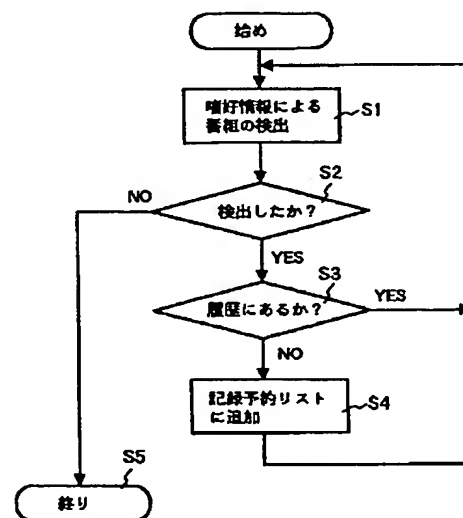 始め
嗜好情報による
番組の検出
S1
S2
検出したか？
NO
YES
S3
履歴にあるか？
YES
NO
記録予約リスト
に追加
S4
S5
終り